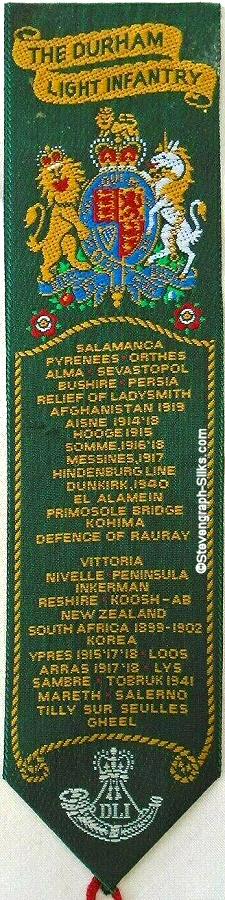 THE DURHAM
LIGHT INFANTRY
SALAMANCA
PYRENEES · ORTHES
ALMA · SEVASTOPOL
BUSHIRE · PERSIA
RELIEF OF LADYSMITH
AFGHANISTAN 1919
AISNE 1914'18
HOOGE 1915
SOMME, 1916'18
MESSINES, 1917
HINDENBURG LINE
DUNKIRK, 1940
EL ALAMEIN
PRIMOSOLE BRIDGE
KOHIMA
DEFENCE OF RAURAY
VITTORIA
NIVELLE PENINSULA
INKERMAN
RESHIRE · KOOSH-AB
NEW ZEALAND
SOUTH AFRICA 1899-1902
KOREA
YPRES 1915'17'18 · LOOS
ARRAS 1917'18 · LYS
SAMBRE · TOBRUK 1941
MARETH · SALERNO
TILLY SUR SEULLES
GHEEL
DLI
©Stevengraph-Silks.com